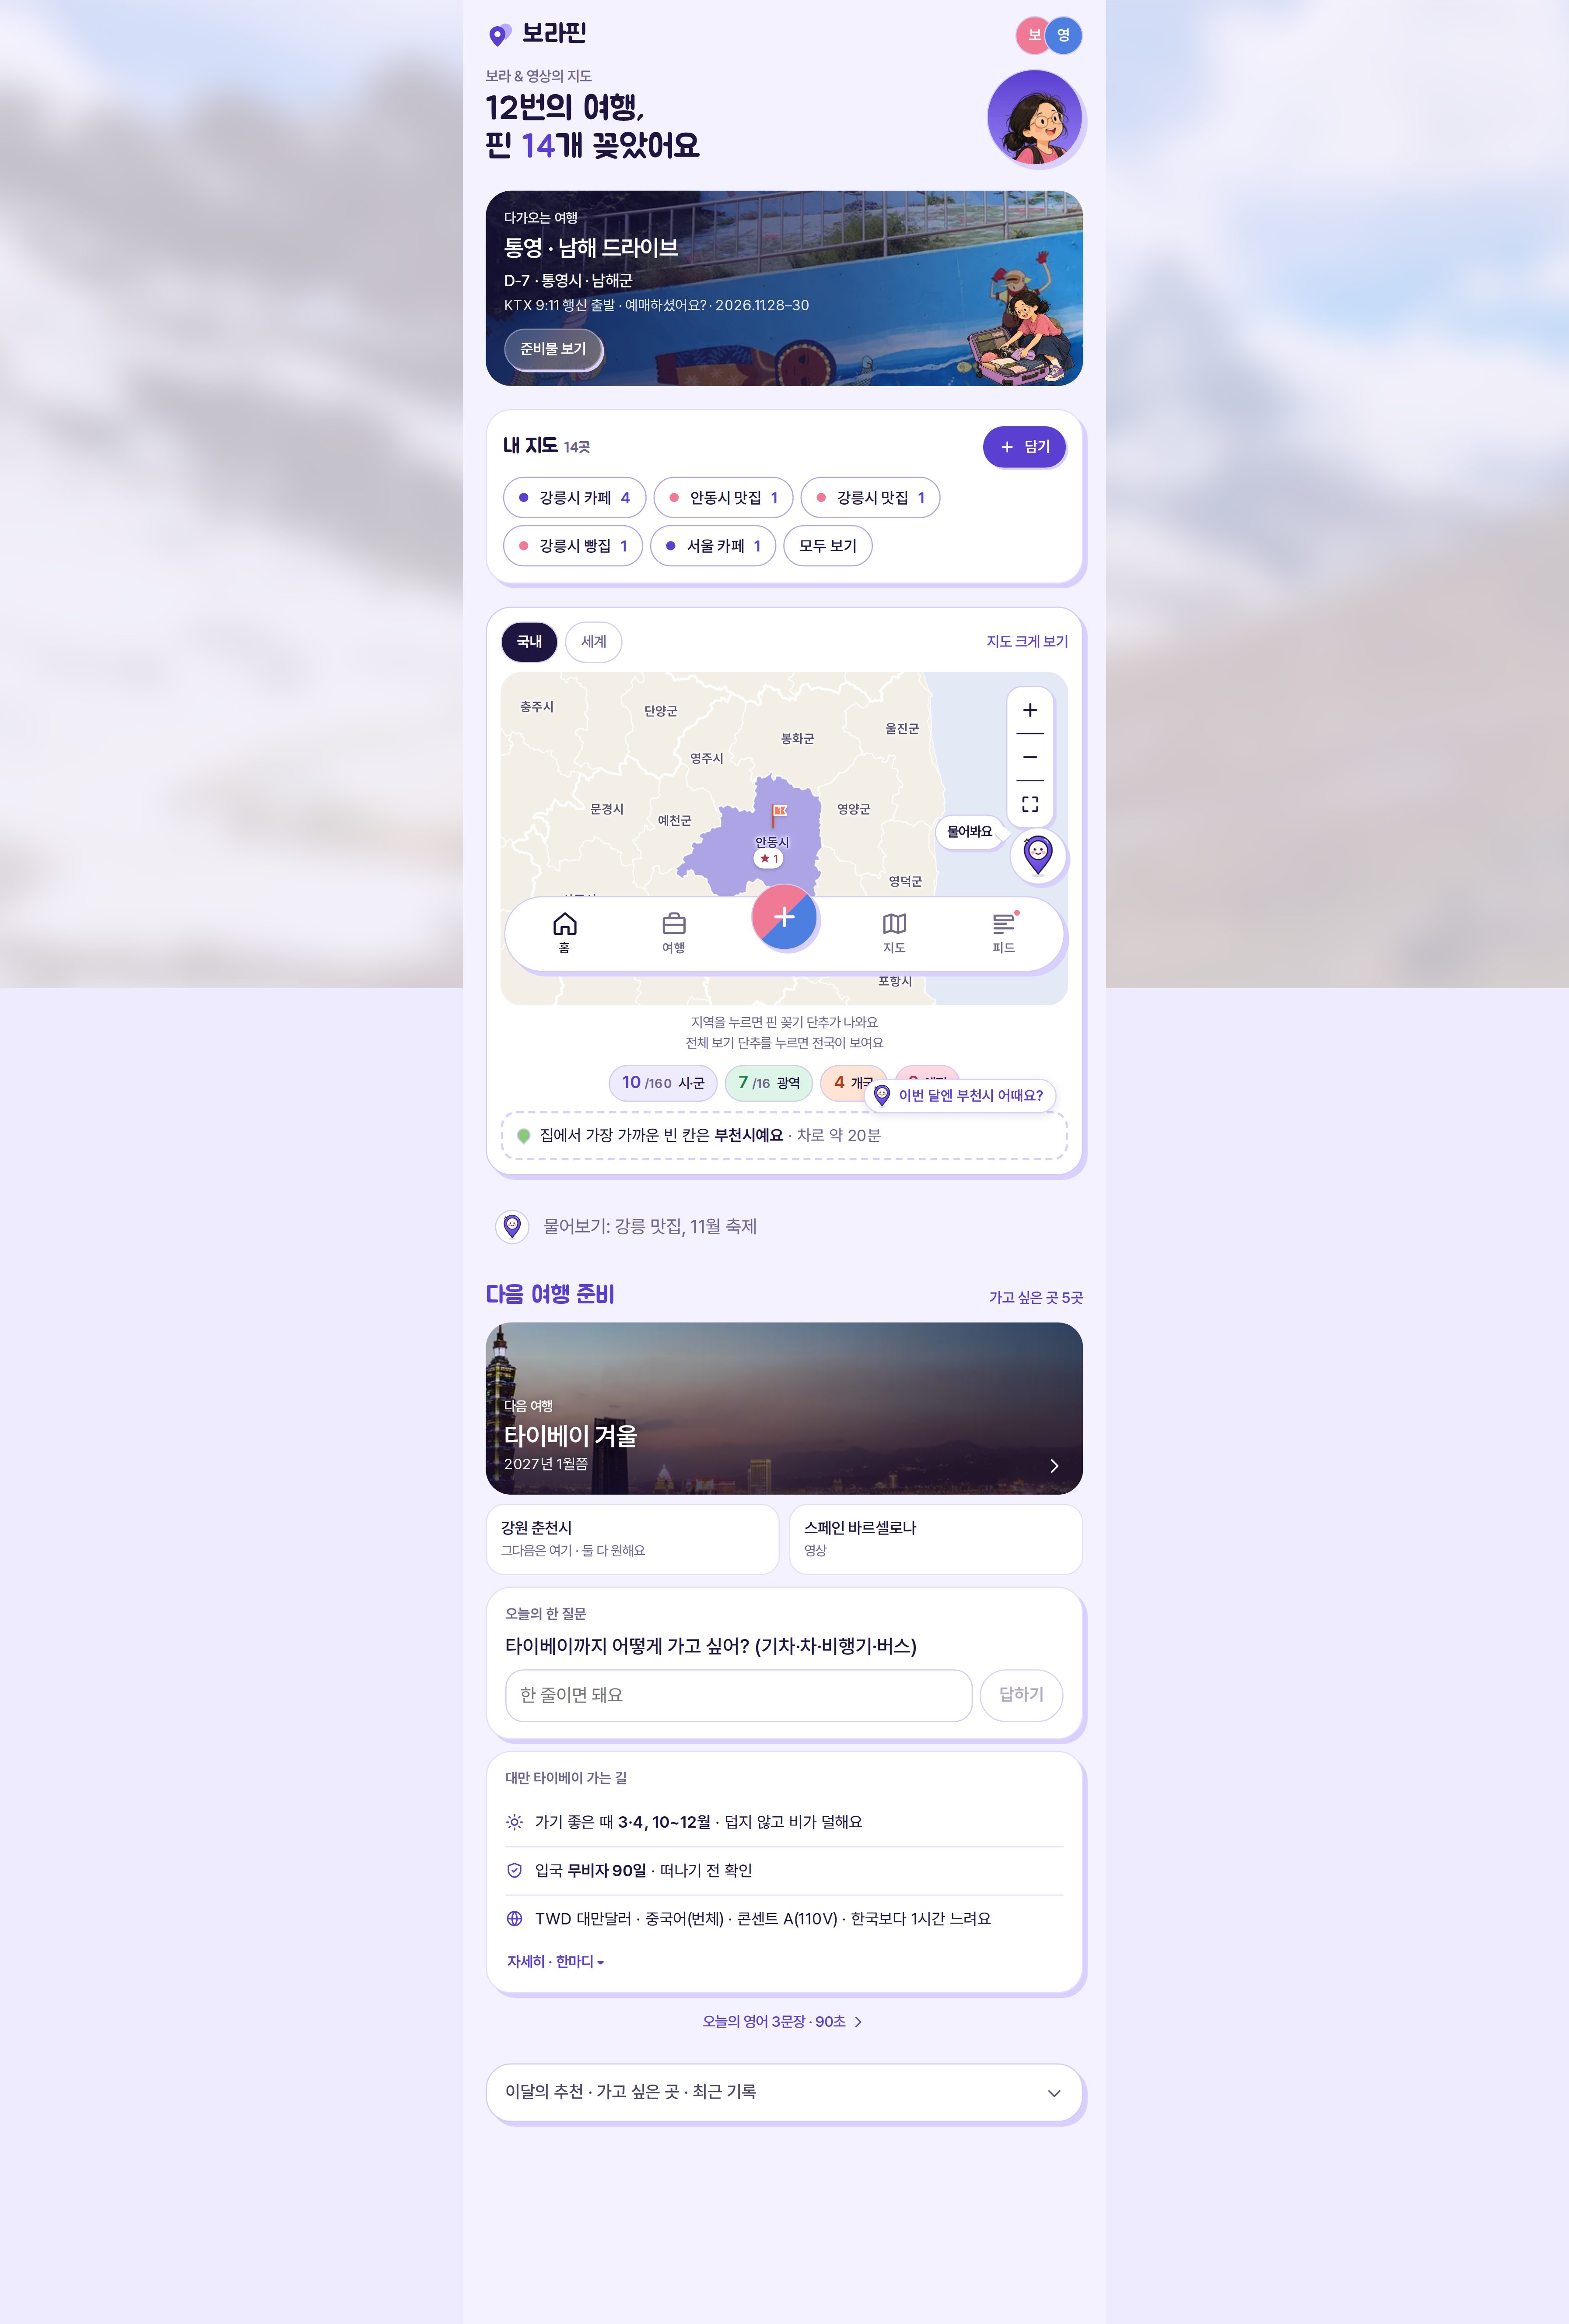 보라핀
보 영
보라 & 영상의 지도
12번의 여행,
핀 14개 꽂았어요
다가오는 여행
통영 · 남해 드라이브
D-7 · 통영시 · 남해군
KTX 9:11 행신 출발 · 예매하셨어요? · 2026.11.28–30
준비물 보기
내 지도 14곳
+ 담기
강릉시 카페 4
안동시 맛집 1
강릉시 맛집 1
강릉시 빵집 1
서울 카페 1
모두 보기
국내
세계
지도 크게 보기
충주시
단양군
울진군
봉화군
영주시
문경시
예천군
영양군
안동시
★ 1
물어봐요
영덕군
홈
여행
지도
피드
포항시
지역을 누르면 핀 꽂기 단추가 나와요
전체 보기 단추를 누르면 전국이 보여요
10 /160 시·군
7 /16 광역
4
이번 달엔 부천시 어때요?
집에서 가장 가까운 빈 칸은 부천시예요 · 차로 약 20분
물어보기: 강릉 맛집, 11월 축제
다음 여행 준비
가고 싶은 곳 5곳
다음 여행
타이베이 겨울
2027년 1월쯤
강원 춘천시
그다음은 여기 · 둘 다 원해요
스페인 바르셀로나
영상
오늘의 한 질문
타이베이까지 어떻게 가고 싶어? (기차·차·비행기·버스)
한 줄이면 돼요
답하기
대만 타이베이 가는 길
가기 좋은 때 3·4, 10~12월 · 덥지 않고 비가 덜해요
입국 무비자 90일 · 떠나기 전 확인
TWD 대만달러 · 중국어(번체) · 콘센트 A(110V) · 한국보다 1시간 느려요
자세히 · 한마디
오늘의 영어 3문장 · 90초
이달의 추천 · 가고 싶은 곳 · 최근 기록